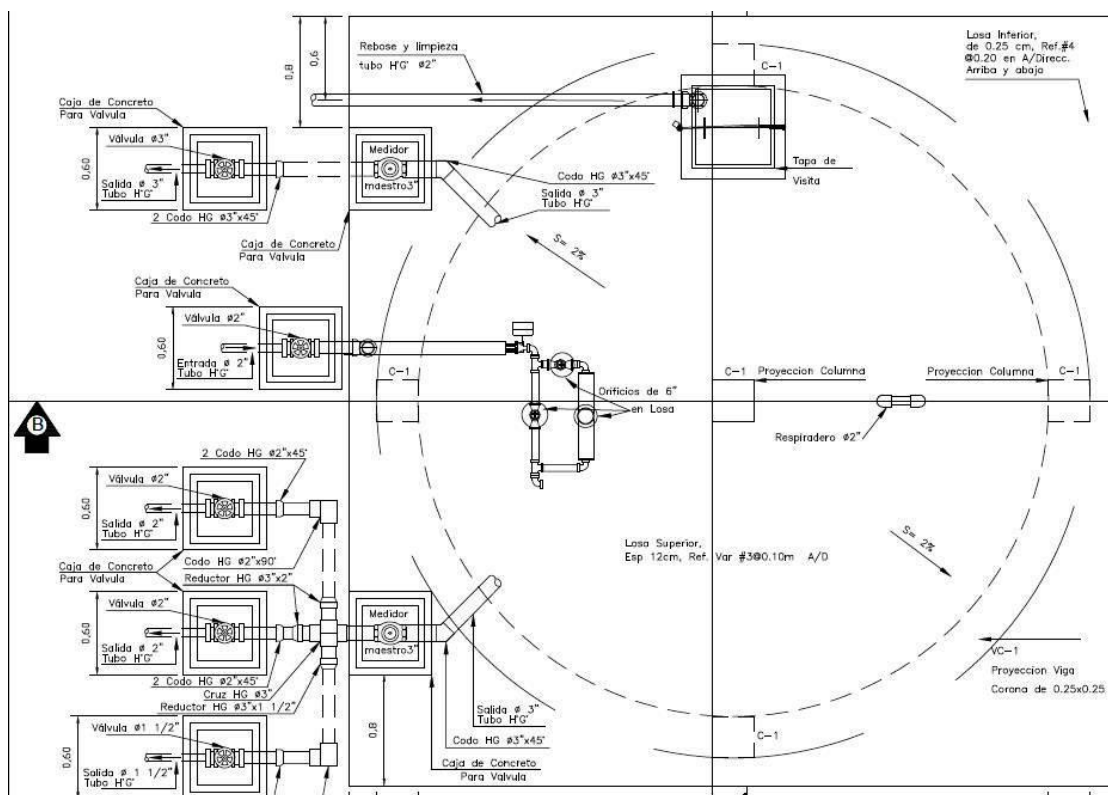 Rebose y limpieza
tubo H'G' ø2"
0,8
0,6
C-1
Losa Inferior,
de 0.25 cm, Ref.#4
@0.20 en A/Direcc.
Arriba y abajo
Caja de Concreto
Para Valvula
Válvula ø3"
0,60
Salida ø 3"
Tubo H'G'
2 Codo HG ø3"x45'
Medidor
maestro3"
Codo HG ø3"x45'
Salida ø 3"
Tubo H'G'
Tapa de
Visita
Caja de Concreto
Para Valvula
S= 2%
Caja de Concreto
Para Valvula
Válvula ø2"
0,60
Entrada ø 2"
Tubo H'G'
C-1
Orificios de 6"
en Losa
C-1
Proyeccion Columna
Proyeccion Columna
C-1
B
Respiradero ø2"
2 Codo HG ø2"x45'
Válvula ø2"
0,60
Salida ø 2"
Tubo H'G'
Codo HG ø2"x90'
Caja de Concreto
Para Valvula
Reductor HG ø3"x2"
Losa Superior,
Esp 12cm, Ref. Var #3@0.10m A/D
S= 2%
Válvula ø2"
0,60
Salida ø 2"
Tubo H'G'
Medidor
maestro3"
2 Codo HG ø2"x45'
Cruz HG ø3"
Reductor HG ø3"x1 1/2"
VC-1
Proyeccion Viga
Corona de 0.25x0.25
Válvula ø1 1/2"
0,60
Salida ø 1 1/2"
Tubo H'G'
0,8
Salida ø 3"
Tubo H'G'
Codo HG ø3"x45'
Caja de Concreto
Para Valvula
C-1